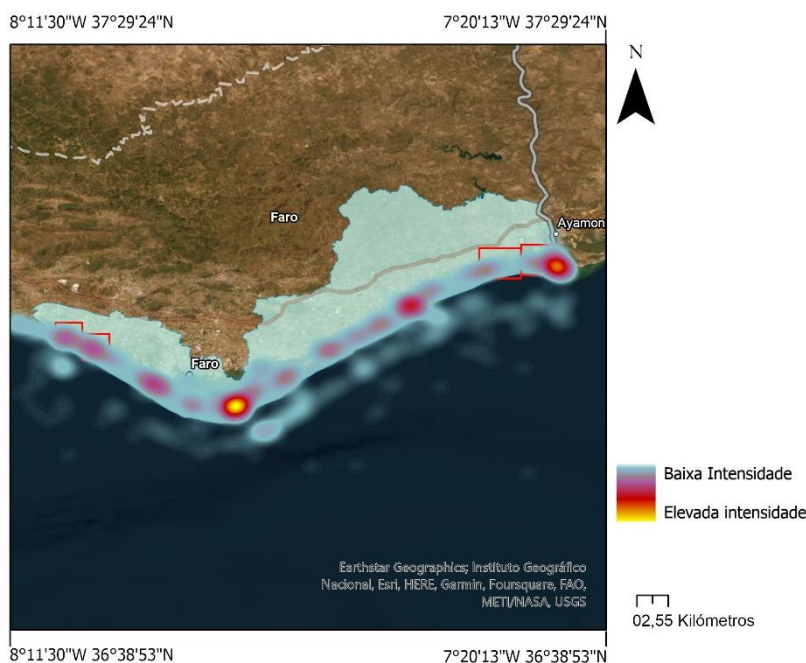 8°11'30"W 37°29'24"N
7°20'13"W 37°29'24"N
N
Faro
Ayamon
Faro
Baixa Intensidade
Elevada intensidade
Earthstar Geographics; Instituto Geográfico
Nacional, Esri, HERE, Garmin, Foursquare, FAO,
METI/NASA, USGS
02,55 Kilómetros
8°11'30"W 36°38'53"N
7°20'13"W 36°38'53"N